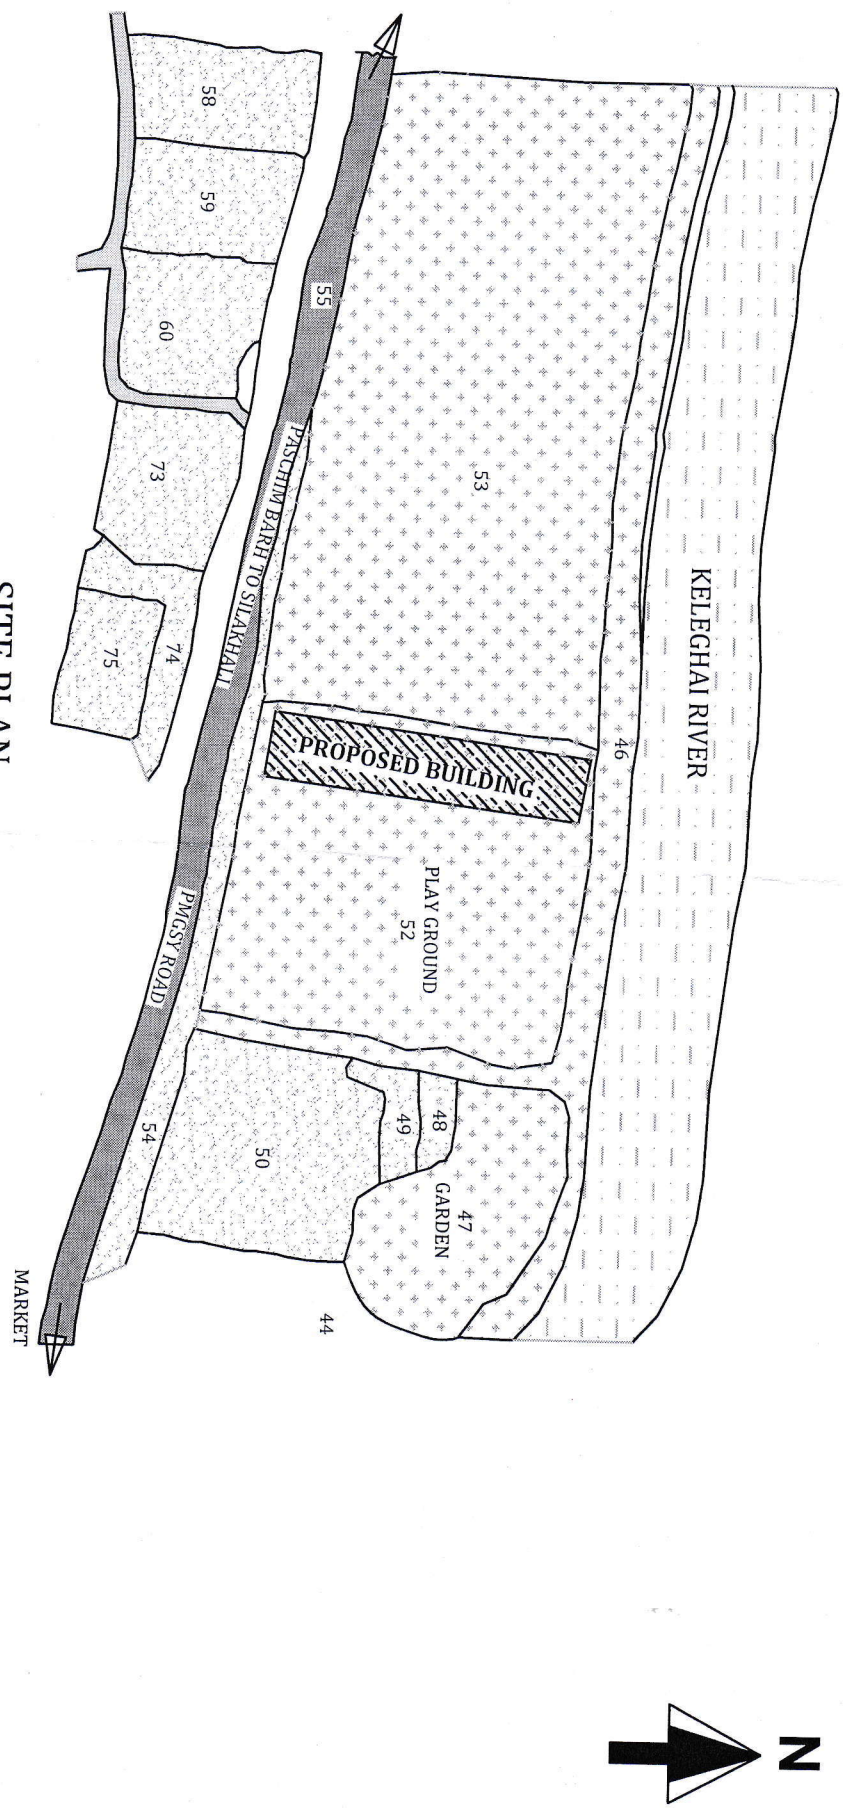 N
KELEGHAI RIVER
46
53
PROPOSED BUILDING
PLAY GROUND
52
47
GARDEN
48
49
50
44
54
55
PASCHIM BARH TO SILAKHALI
PMGSY ROAD
MARKET
58
59
60
73
74
75
SITE PLAN